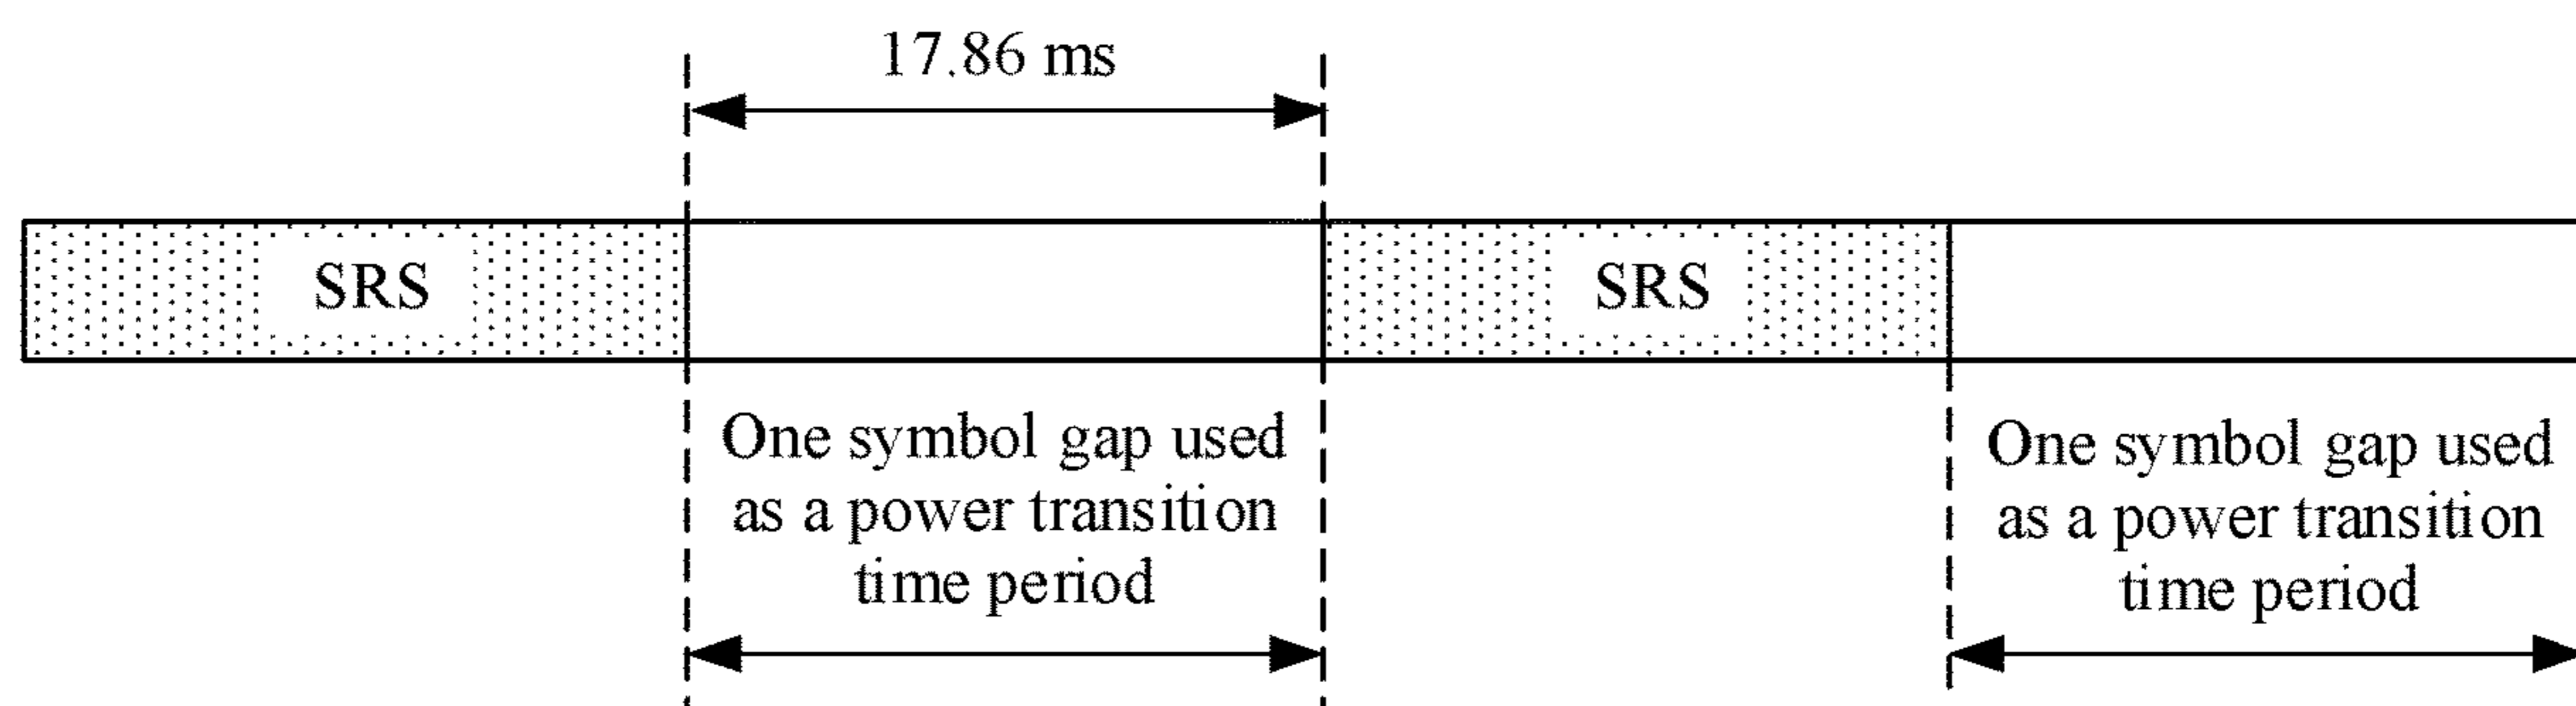 17.86 ms
SRS
SRS
One symbol gap used
as a power transition
time period
One symbol gap used
as a power transition
time period